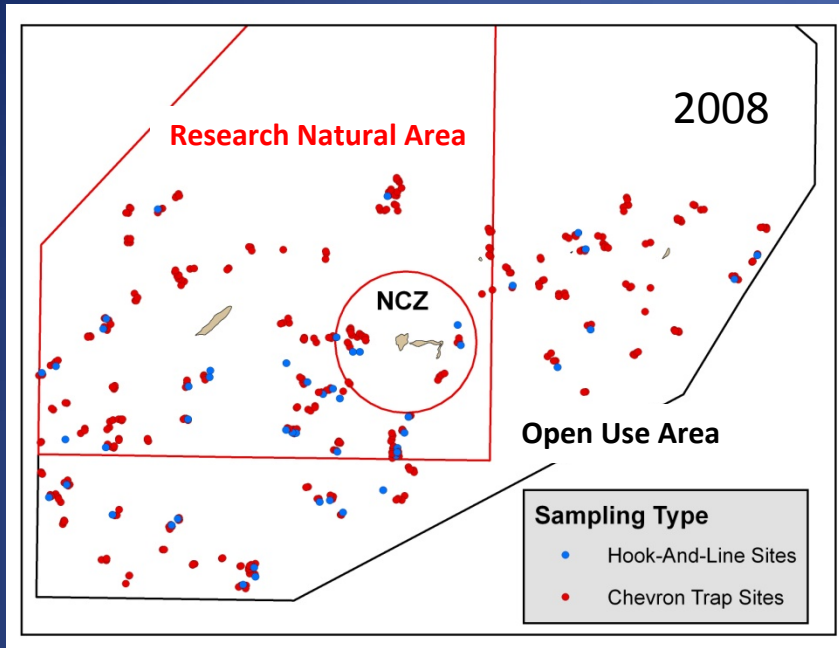 2008
Research Natural Area
NCZ
Open Use Area
Sampling Type
Hook-And-Line Sites
Chevron Trap Sites